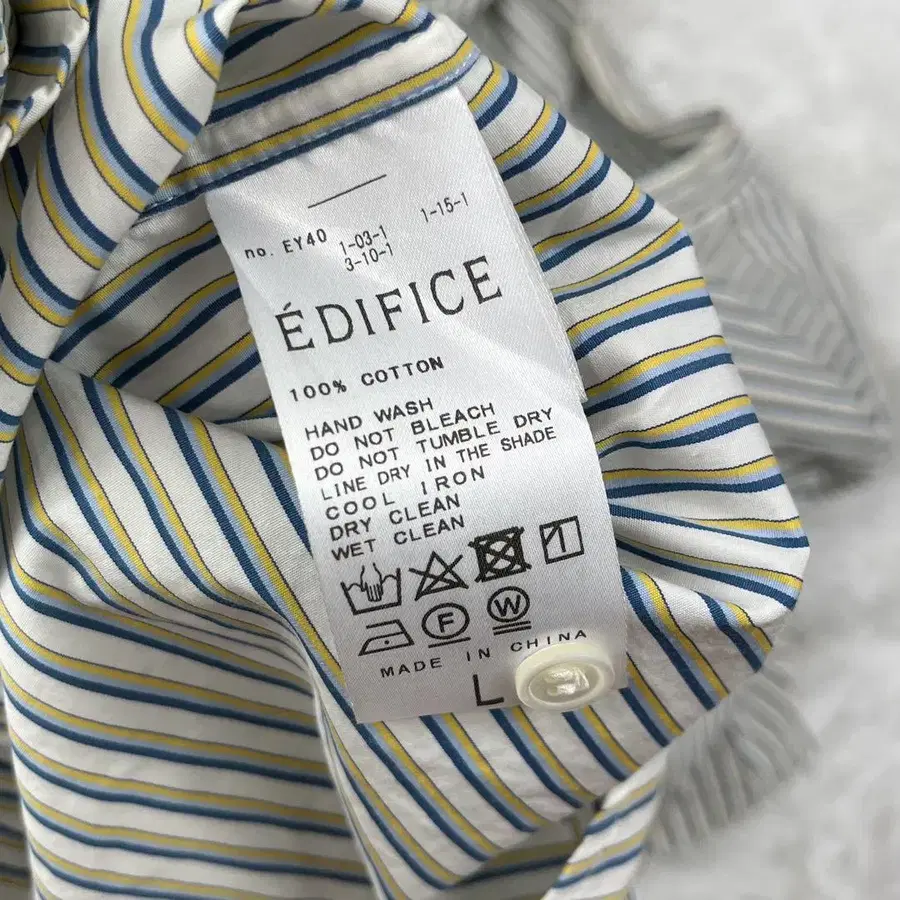 no. EY40 1-03-1 1-15-1
3-10-1
ÉDIFICE
100% COTTON
HAND WASH
DO NOT BLEACH
DO NOT TUMBLE DRY
LINE DRY IN THE SHADE
COOL IRON
DRY CLEAN
WET CLEAN
F W
MADE IN CHINA
L